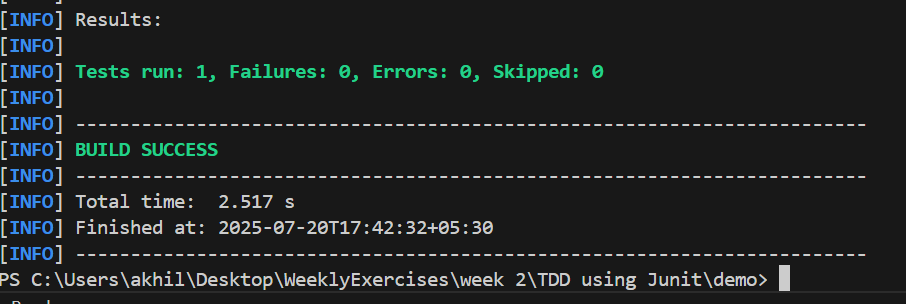 [INFO] Results:
[INFO]
[INFO] Tests run: 1, Failures: 0, Errors: 0, Skipped: 0
[INFO]
[INFO] ------------------------------------------------------------------------
[INFO] BUILD SUCCESS
[INFO] ------------------------------------------------------------------------
[INFO] Total time:  2.517 s
[INFO] Finished at: 2025-07-20T17:42:32+05:30
[INFO] ------------------------------------------------------------------------
PS C:\Users\akhil\Desktop\WeeklyExercises\week 2\TDD using Junit\demo>